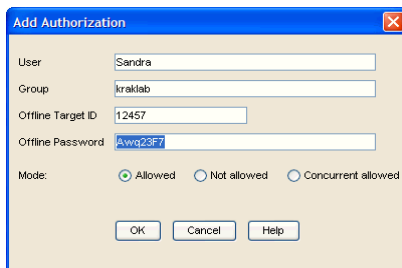 Add Authorization
User Sandra
Group kraklab
Offline Target ID 12457
Offline Password Awq23F7
Mode: Allowed Not allowed Concurrent allowed
OK Cancel Help